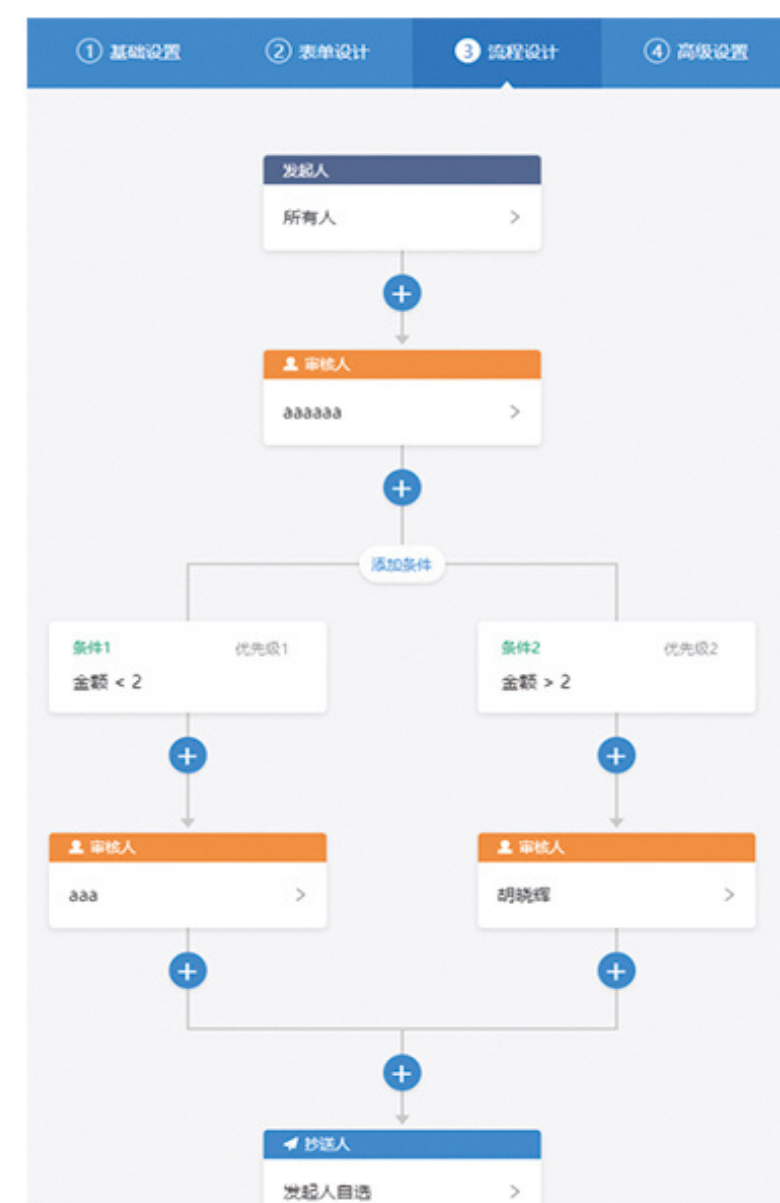 1 基础设置 2 表单设计 3 流程设计 4 高级设置
发起人
所有人 >
审核人
aaaaaa >
添加条件
条件1 优先级1 条件2 优先级2
金额 < 2 金额 > 2
审核人 审核人
aaa > 胡晓辉 >
抄送人
发起人自选 >